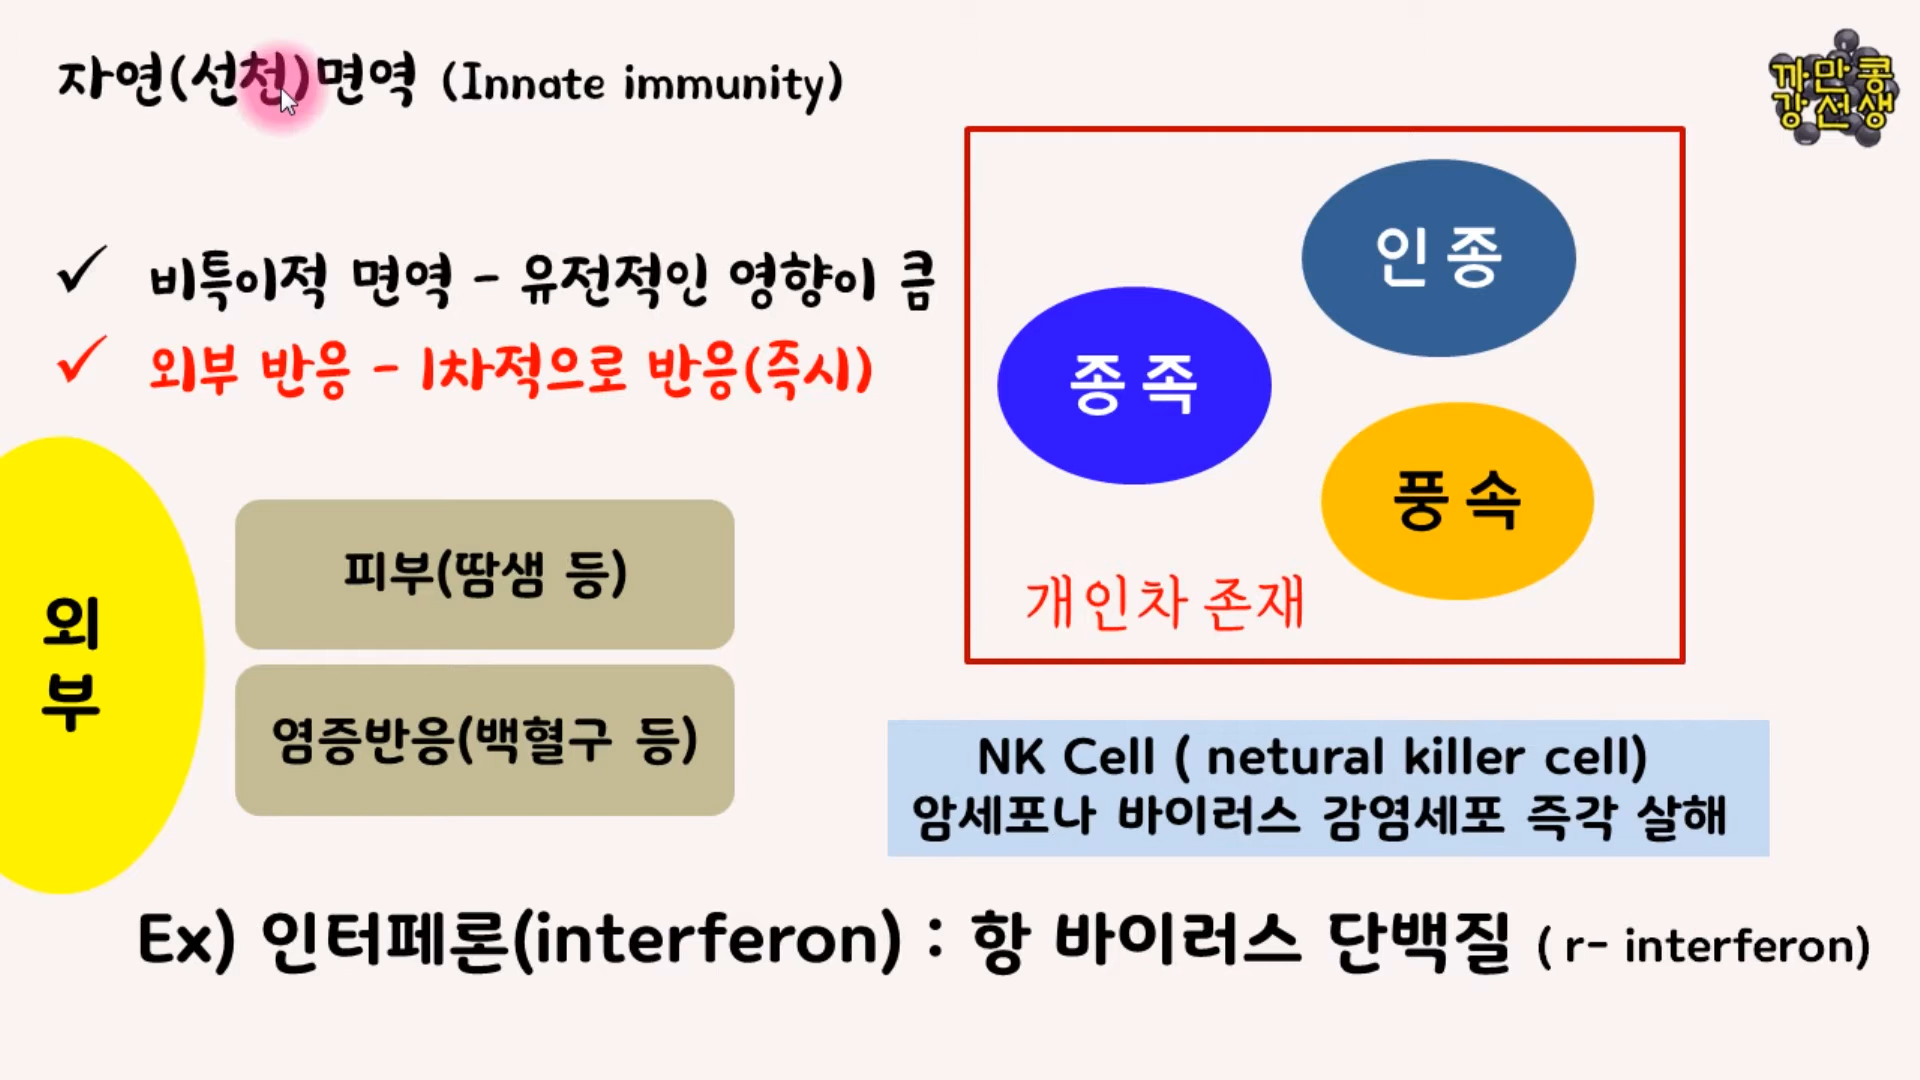 자연(선천)면역 (Innate immunity)
까만콩
강선생
✓ 비특이적 면역 - 유전적인 영향이 큼
✓ 외부 반응 - 1차적으로 반응(즉시)
인종
종족
풍속
개인차 존재
외
부
피부(땀샘 등)
염증반응(백혈구 등)
NK Cell ( netural killer cell)
암세포나 바이러스 감염세포 즉각 살해
Ex) 인터페론(interferon) : 항 바이러스 단백질 ( r- interferon)